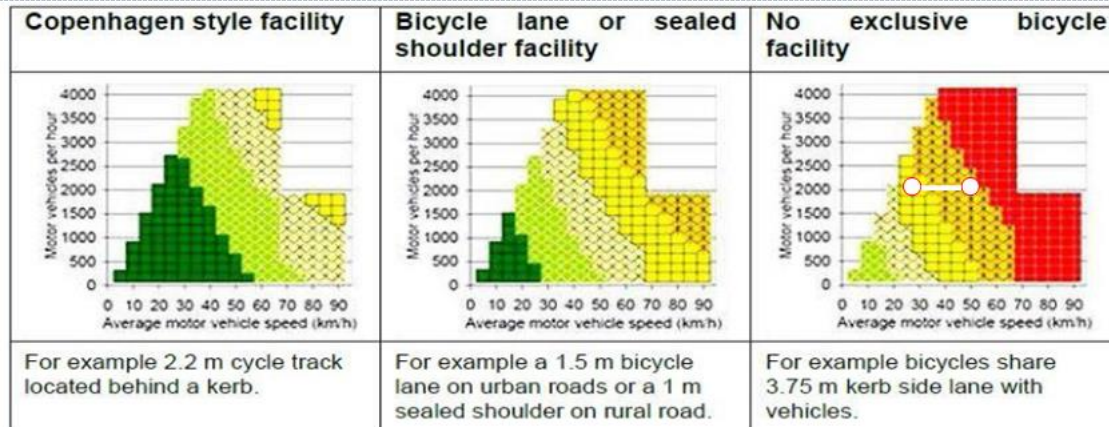 Copenhagen style facility
Bicycle lane or sealed
shoulder facility
No exclusive bicycle
facility
Motor vehicles per hour
4000
3500
3000
2500
2000
1500
1000
500
0
0 10 20 30 40 50 60 70 80 90
Average motor vehicle speed (km/h)
Motor vehicles per hour
4000
3500
3000
2500
2000
1500
1000
500
0
0 10 20 30 40 50 60 70 80 90
Average motor vehicle speed (km/h)
Motor vehicles per hour
4000
3500
3000
2500
2000
1500
1000
500
0
0 10 20 30 40 50 60 70 80 90
Average motor vehicle speed (km/h)
For example 2.2 m cycle track
located behind a kerb.
For example a 1.5 m bicycle
lane on urban roads or a 1 m
sealed shoulder on rural road.
For example bicycles share
3.75 m kerb side lane with
vehicles.